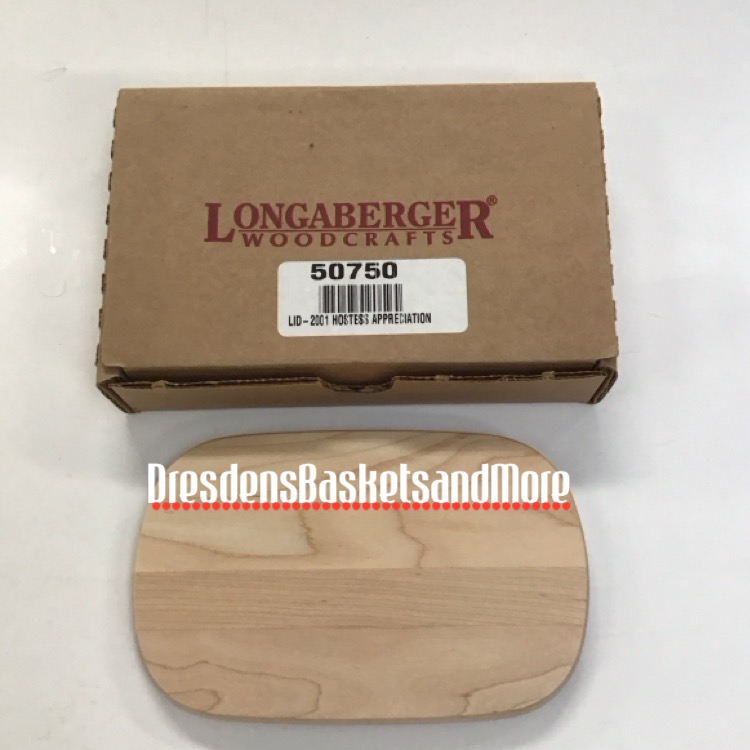 LONGABERGER®
WOODCRAFTS
50750
LID-2001 HOSTESS APPRECIATION
DresdensBasketsandMore